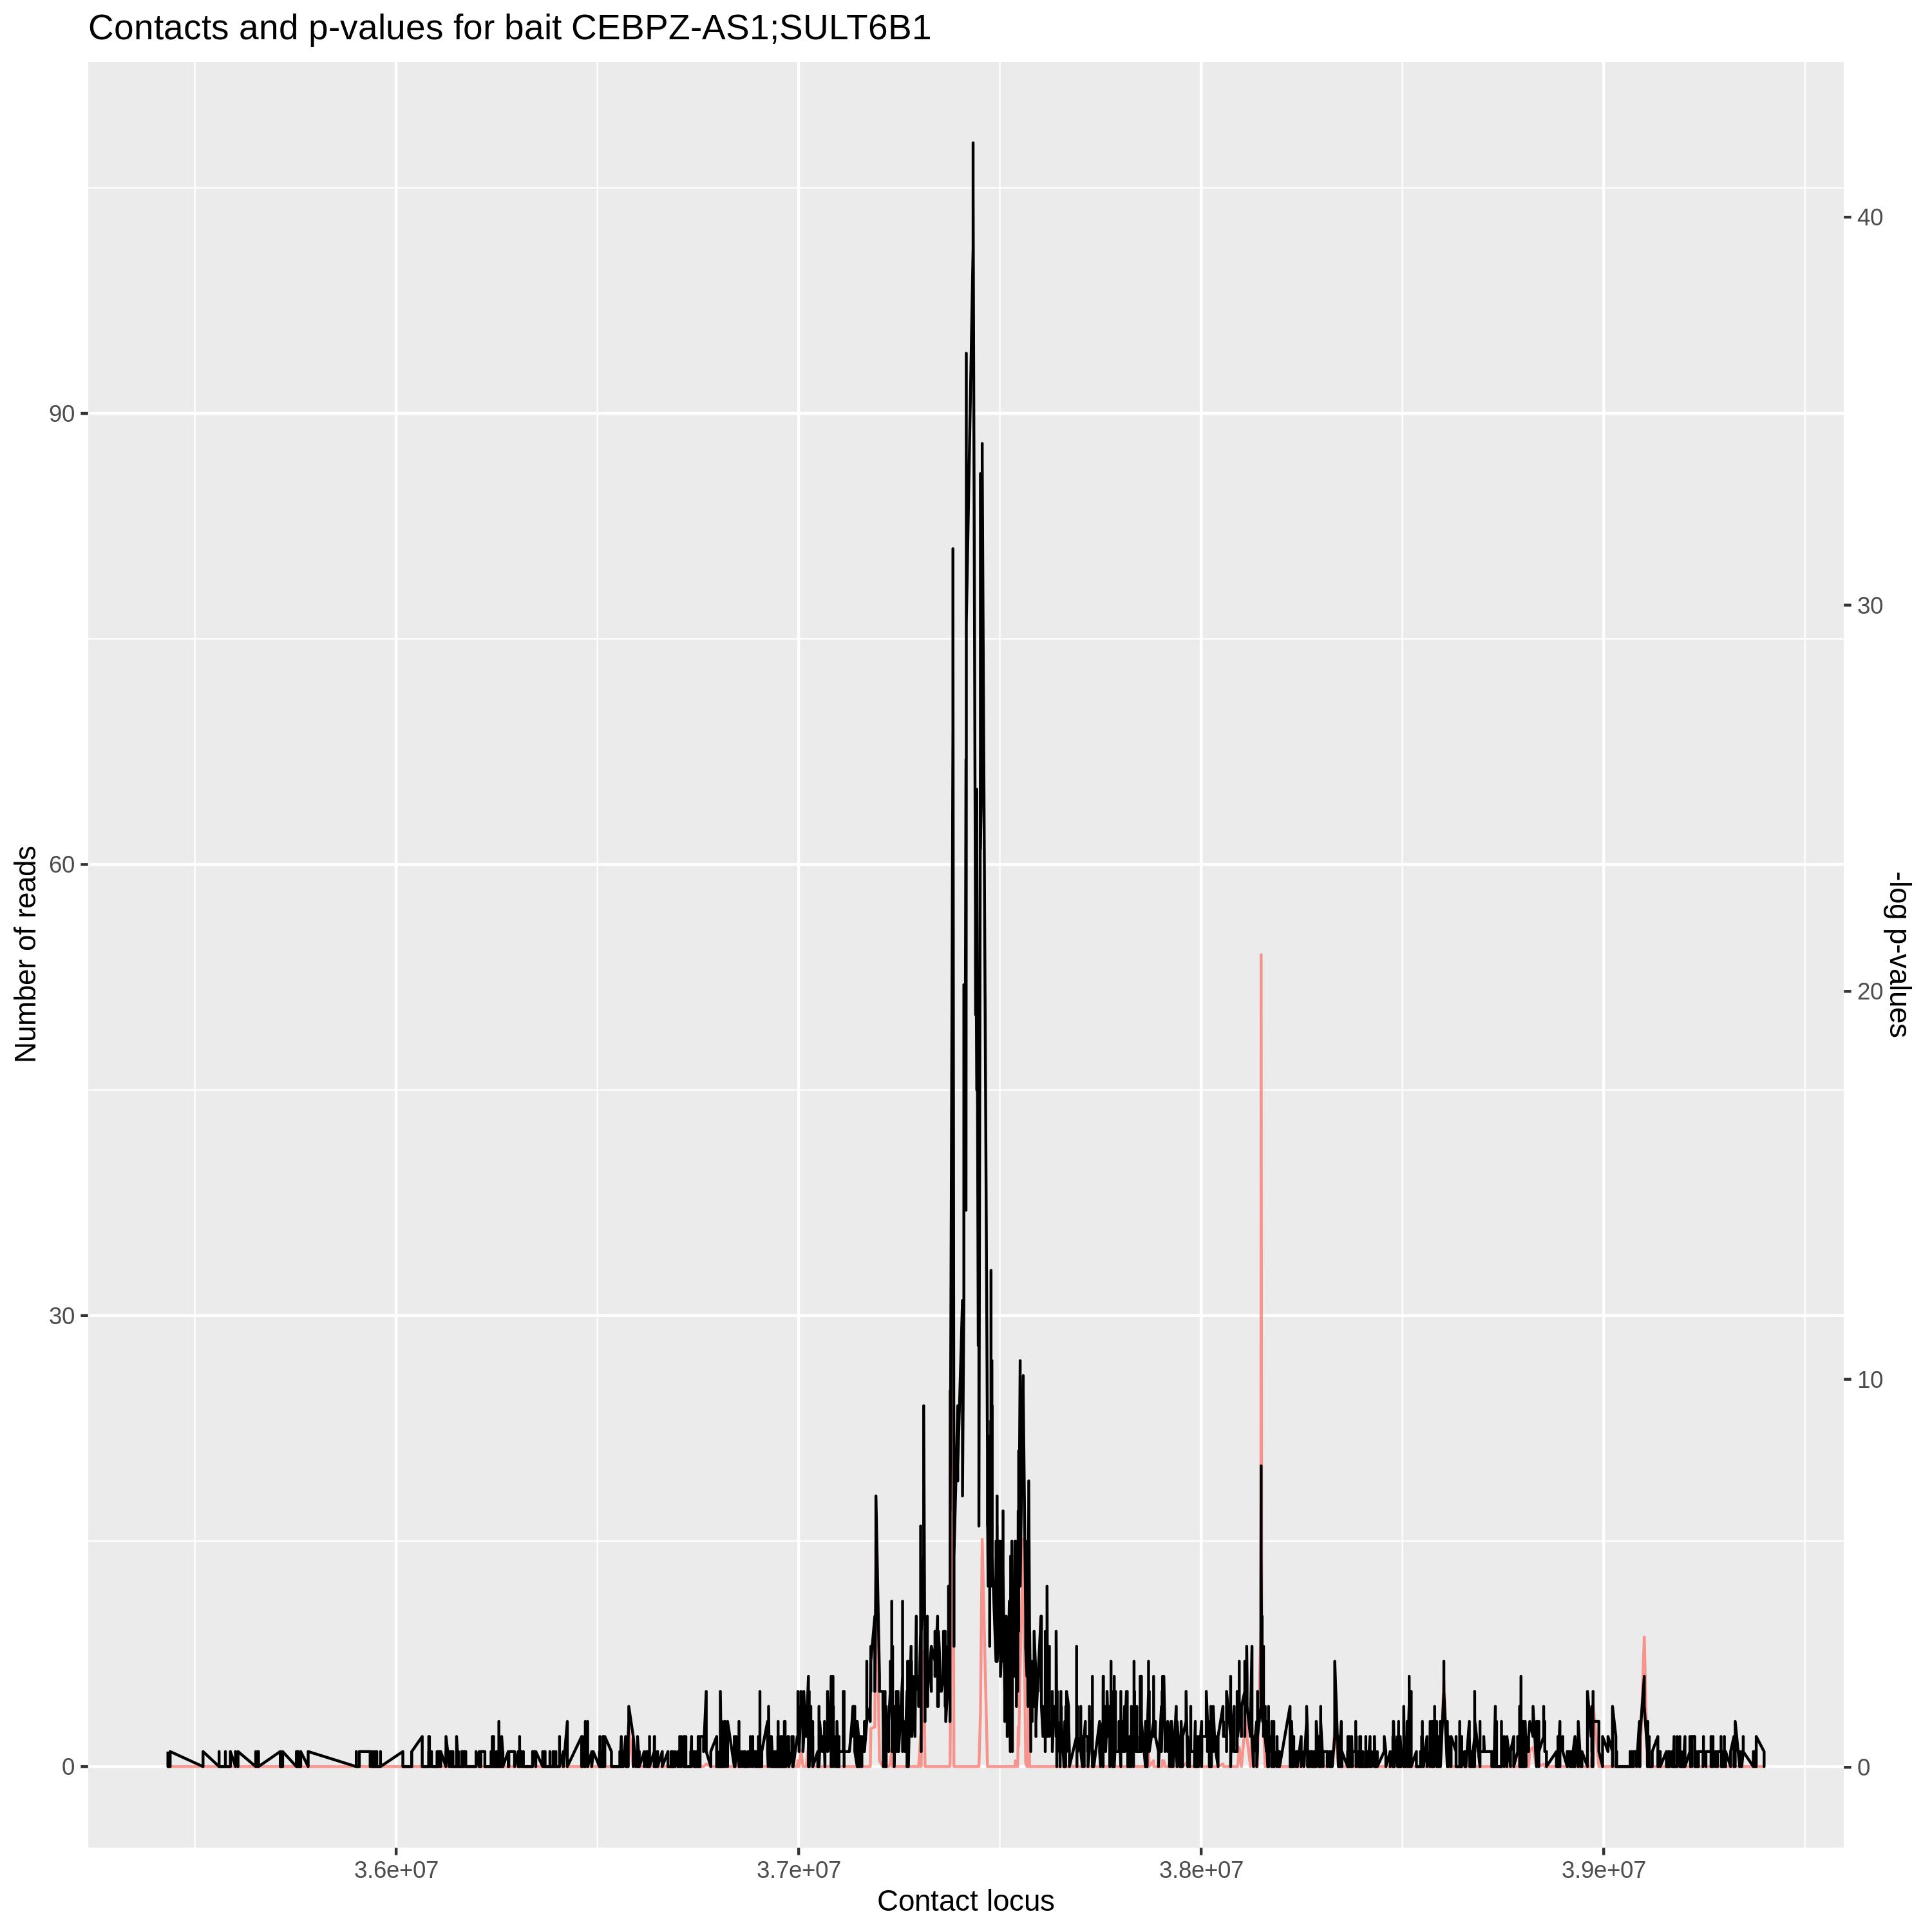 Contacts and p-values for bait CEBPZ-AS1;SULT6B1
Number of reads
90
60
30
0
40
30
20
10
0
-log p-values
3.6e+07
3.7e+07
3.8e+07
3.9e+07
Contact locus